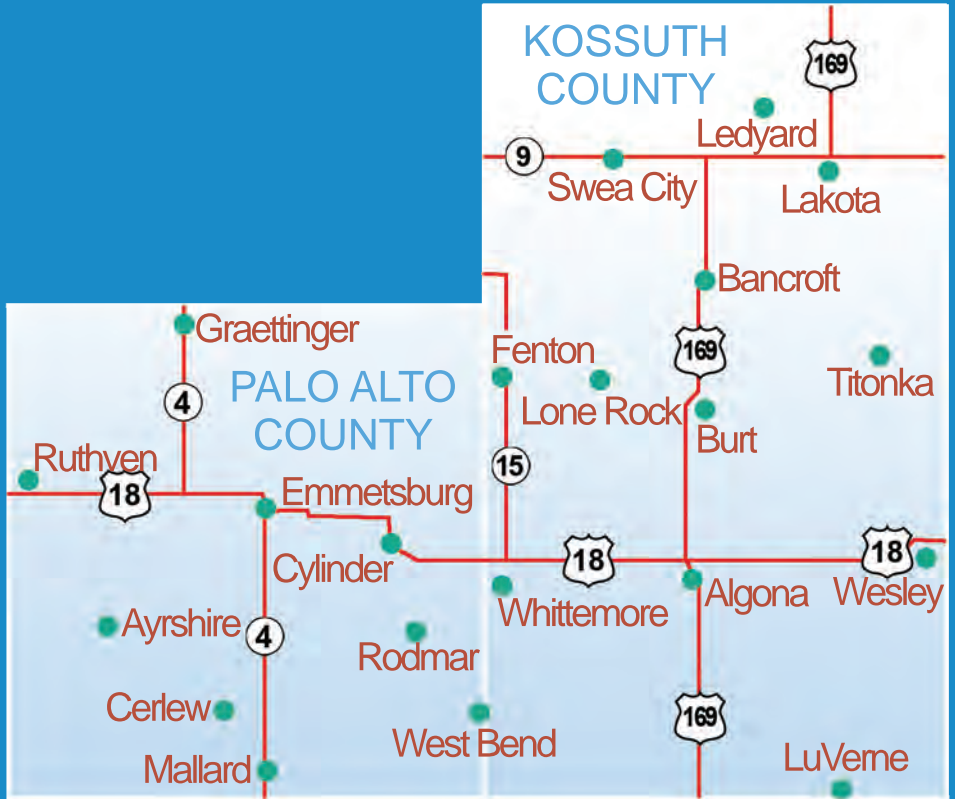 KOSSUTH
COUNTY
169
Ledyard
9
Swea City
Lakota
Bancroft
Graettinger
169
Fenton
PALO ALTO
COUNTY
4
Titonka
Lone Rock
Burt
Ruthven
15
18
Emmetsburg
18
18
Cylinder
Whittemore
Algona
Wesley
Ayrshire
4
Rodmar
Cerlew
169
West Bend
Mallard
LuVerne